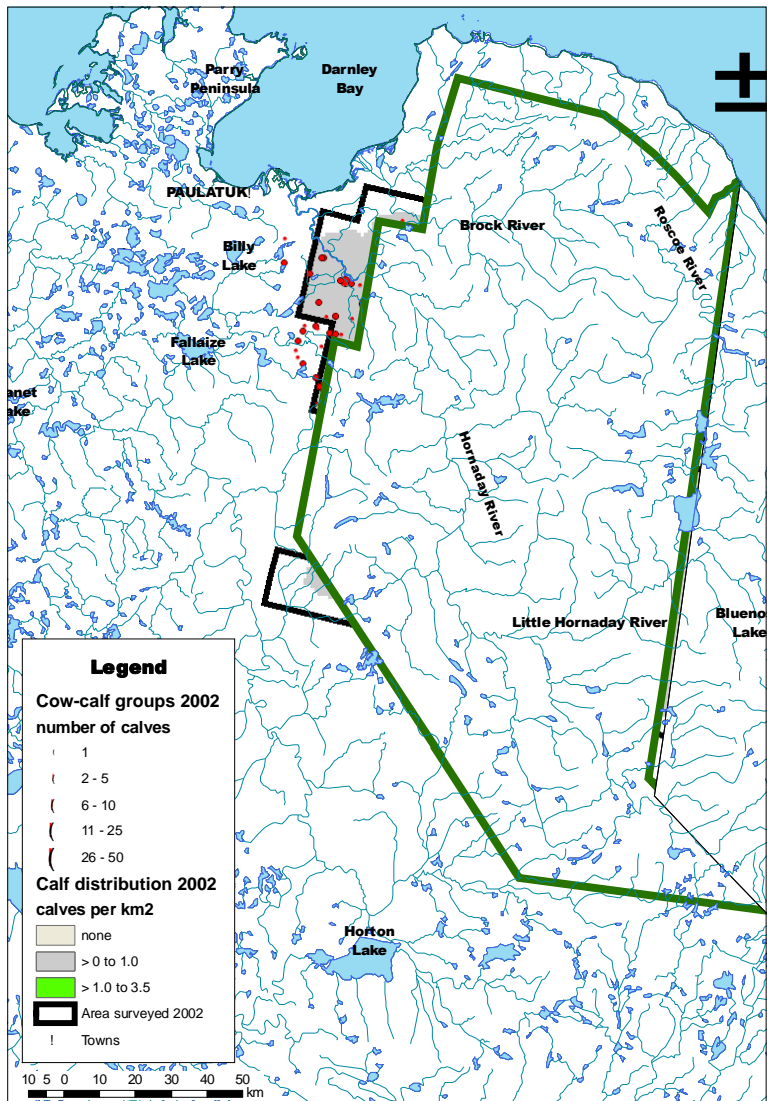 Parry
Peninsula
Darnley
Bay
PAULATUK!
Brock River
Roscoe River
Billy
Lake
Fallaize
Lake
anet
ake
Hornaday River
Little Hornaday River
Blueno
Lake
Horton
Lake
Legend
Cow-calf groups 2002
number of calves
1
2 - 5
6 - 10
11 - 25
26 - 50
Calf distribution 2002
calves per km2
none
> 0 to 1.0
> 1.0 to 3.5
Area surveyed 2002
! Towns
10 5 0 10 20 30 40 50
km